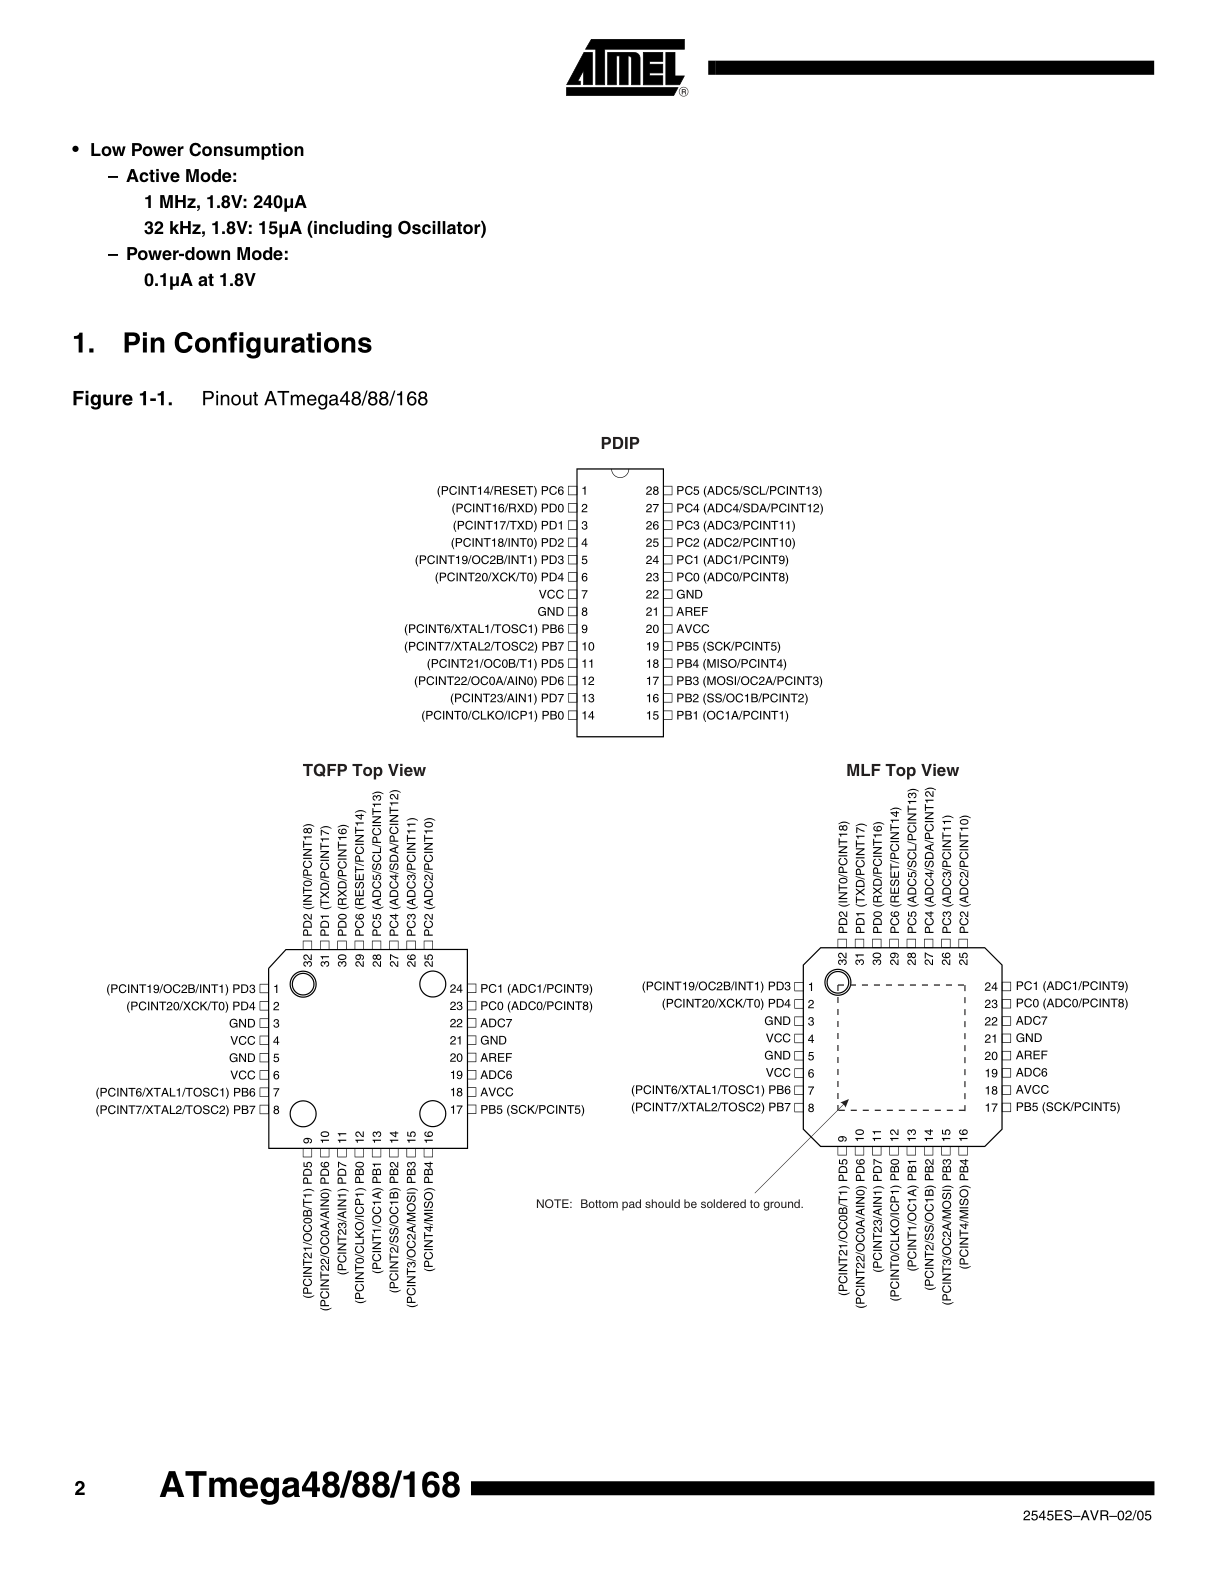 ATMEL
®
• Low Power Consumption
– Active Mode:
1 MHz, 1.8V: 240µA
32 kHz, 1.8V: 15µA (including Oscillator)
– Power-down Mode:
0.1µA at 1.8V
1. Pin Configurations
Figure 1-1. Pinout ATmega48/88/168
PDIP
(PCINT14/RESET) PC6 1 28 PC5 (ADC5/SCL/PCINT13)
(PCINT16/RXD) PD0 2 27 PC4 (ADC4/SDA/PCINT12)
(PCINT17/TXD) PD1 3 26 PC3 (ADC3/PCINT11)
(PCINT18/INT0) PD2 4 25 PC2 (ADC2/PCINT10)
(PCINT19/OC2B/INT1) PD3 5 24 PC1 (ADC1/PCINT9)
(PCINT20/XCK/T0) PD4 6 23 PC0 (ADC0/PCINT8)
VCC 7 22 GND
GND 8 21 AREF
(PCINT6/XTAL1/TOSC1) PB6 9 20 AVCC
(PCINT7/XTAL2/TOSC2) PB7 10 19 PB5 (SCK/PCINT5)
(PCINT21/OC0B/T1) PD5 11 18 PB4 (MISO/PCINT4)
(PCINT22/OC0A/AIN0) PD6 12 17 PB3 (MOSI/OC2A/PCINT3)
(PCINT23/AIN1) PD7 13 16 PB2 (SS/OC1B/PCINT2)
(PCINT0/CLKO/ICP1) PB0 14 15 PB1 (OC1A/PCINT1)
TQFP Top View
32 PD2 (INT0/PCINT18)
31 PD1 (TXD/PCINT17)
30 PD0 (RXD/PCINT16)
29 PC6 (RESET/PCINT14)
28 PC5 (ADC5/SCL/PCINT13)
27 PC4 (ADC4/SDA/PCINT12)
26 PC3 (ADC3/PCINT11)
25 PC2 (ADC2/PCINT10)
(PCINT19/OC2B/INT1) PD3 1 24 PC1 (ADC1/PCINT9)
(PCINT20/XCK/T0) PD4 2 23 PC0 (ADC0/PCINT8)
GND 3 22 ADC7
VCC 4 21 GND
GND 5 20 AREF
VCC 6 19 ADC6
(PCINT6/XTAL1/TOSC1) PB6 7 18 AVCC
(PCINT7/XTAL2/TOSC2) PB7 8 17 PB5 (SCK/PCINT5)
(PCINT21/OC0B/T1) PD5 9
(PCINT22/OC0A/AIN0) PD6 10
(PCINT23/AIN1) PD7 11
(PCINT0/CLKO/ICP1) PB0 12
(PCINT1/OC1A) PB1 13
(PCINT2/SS/OC1B) PB2 14
(PCINT3/OC2A/MOSI) PB3 15
(PCINT4/MISO) PB4 16
MLF Top View
32 PD2 (INT0/PCINT18)
31 PD1 (TXD/PCINT17)
30 PD0 (RXD/PCINT16)
29 PC6 (RESET/PCINT14)
28 PC5 (ADC5/SCL/PCINT13)
27 PC4 (ADC4/SDA/PCINT12)
26 PC3 (ADC3/PCINT11)
25 PC2 (ADC2/PCINT10)
(PCINT19/OC2B/INT1) PD3 1 24 PC1 (ADC1/PCINT9)
(PCINT20/XCK/T0) PD4 2 23 PC0 (ADC0/PCINT8)
GND 3 22 ADC7
VCC 4 21 GND
GND 5 20 AREF
VCC 6 19 ADC6
(PCINT6/XTAL1/TOSC1) PB6 7 18 AVCC
(PCINT7/XTAL2/TOSC2) PB7 8 17 PB5 (SCK/PCINT5)
(PCINT21/OC0B/T1) PD5 9
(PCINT22/OC0A/AIN0) PD6 10
(PCINT23/AIN1) PD7 11
(PCINT0/CLKO/ICP1) PB0 12
(PCINT1/OC1A) PB1 13
(PCINT2/SS/OC1B) PB2 14
(PCINT3/OC2A/MOSI) PB3 15
(PCINT4/MISO) PB4 16
NOTE: Bottom pad should be soldered to ground.
2 ATmega48/88/168
2545ES–AVR–02/05